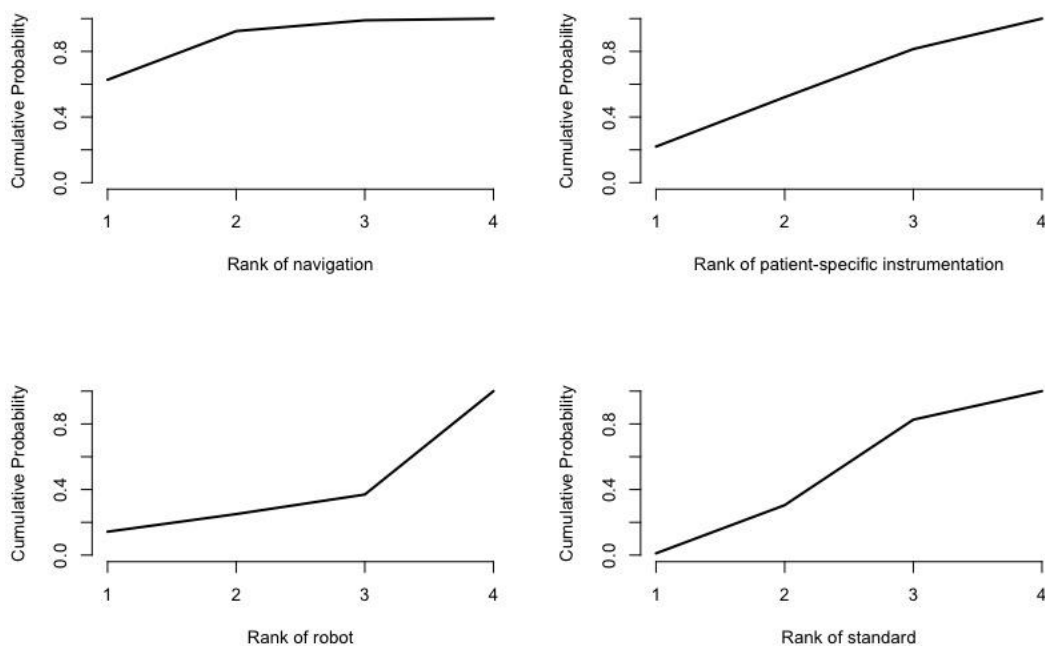 Cumulative Probability
0.8
0.4
0.0
1 2 3 4
Rank of navigation
Cumulative Probability
0.8
0.4
0.0
1 2 3 4
Rank of patient-specific instrumentation
Cumulative Probability
0.8
0.4
0.0
1 2 3 4
Rank of robot
Cumulative Probability
0.8
0.4
0.0
1 2 3 4
Rank of standard